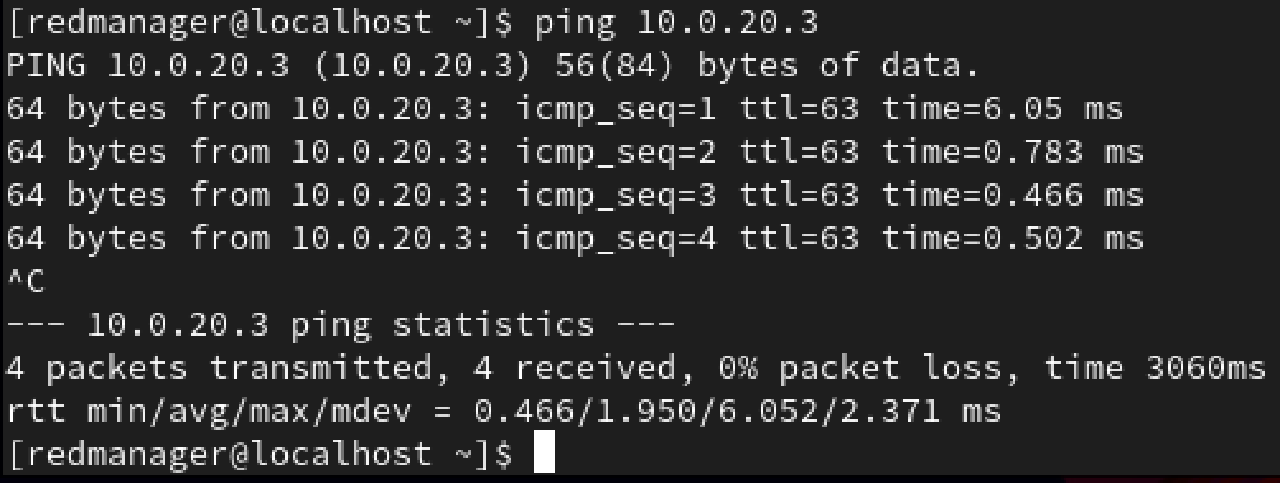 [redmanager@localhost ~]$ ping 10.0.20.3
PING 10.0.20.3 (10.0.20.3) 56(84) bytes of data.
64 bytes from 10.0.20.3: icmp_seq=1 ttl=63 time=6.05 ms
64 bytes from 10.0.20.3: icmp_seq=2 ttl=63 time=0.783 ms
64 bytes from 10.0.20.3: icmp_seq=3 ttl=63 time=0.466 ms
64 bytes from 10.0.20.3: icmp_seq=4 ttl=63 time=0.502 ms
^C
--- 10.0.20.3 ping statistics ---
4 packets transmitted, 4 received, 0% packet loss, time 3060ms
rtt min/avg/max/mdev = 0.466/1.950/6.052/2.371 ms
[redmanager@localhost ~]$